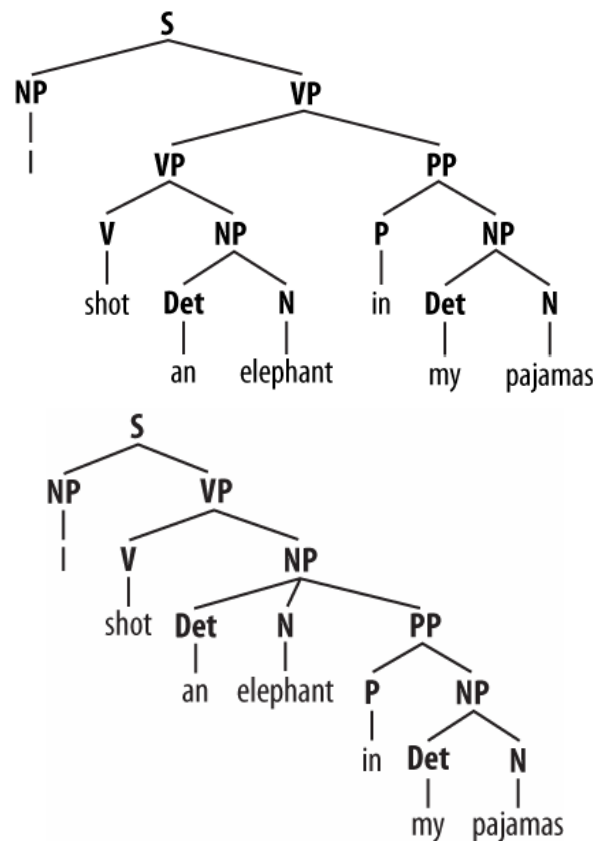 S
NP VP
I VP PP
V NP P NP
shot Det N in Det N
an elephant my pajamas
S
NP VP
I V NP
shot Det N PP
an elephant P NP
in Det N
my pajamas